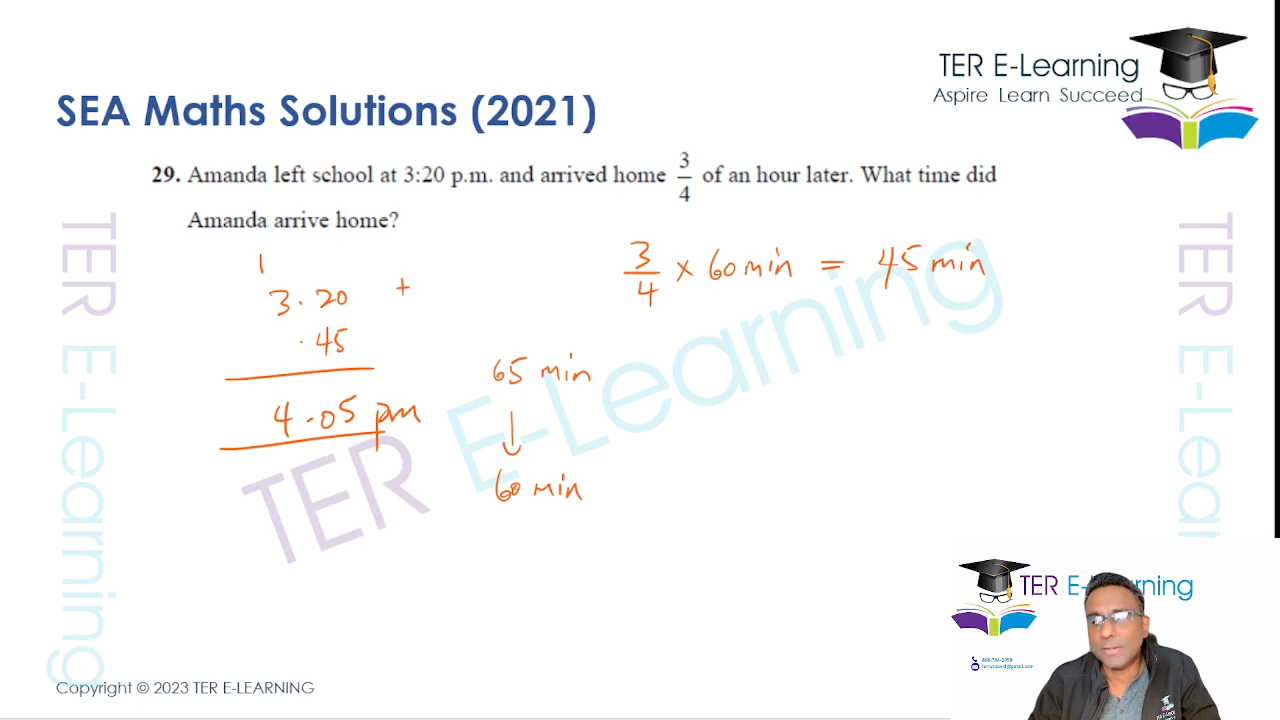 TER E-Learning
Aspire Learn Succeed
SEA Maths Solutions (2021)
29. Amanda left school at 3:20 p.m. and arrived home 3/4 of an hour later. What time did
Amanda arrive home?
3/4 × 60 min = 45 min
1
3.20 +
.45
4.05 pm
65 min
↓
60 min
TER E-Learning
TER E-Learning
TER E-Lear
TER E-Learning
Copyright © 2023 TER E-LEARNING